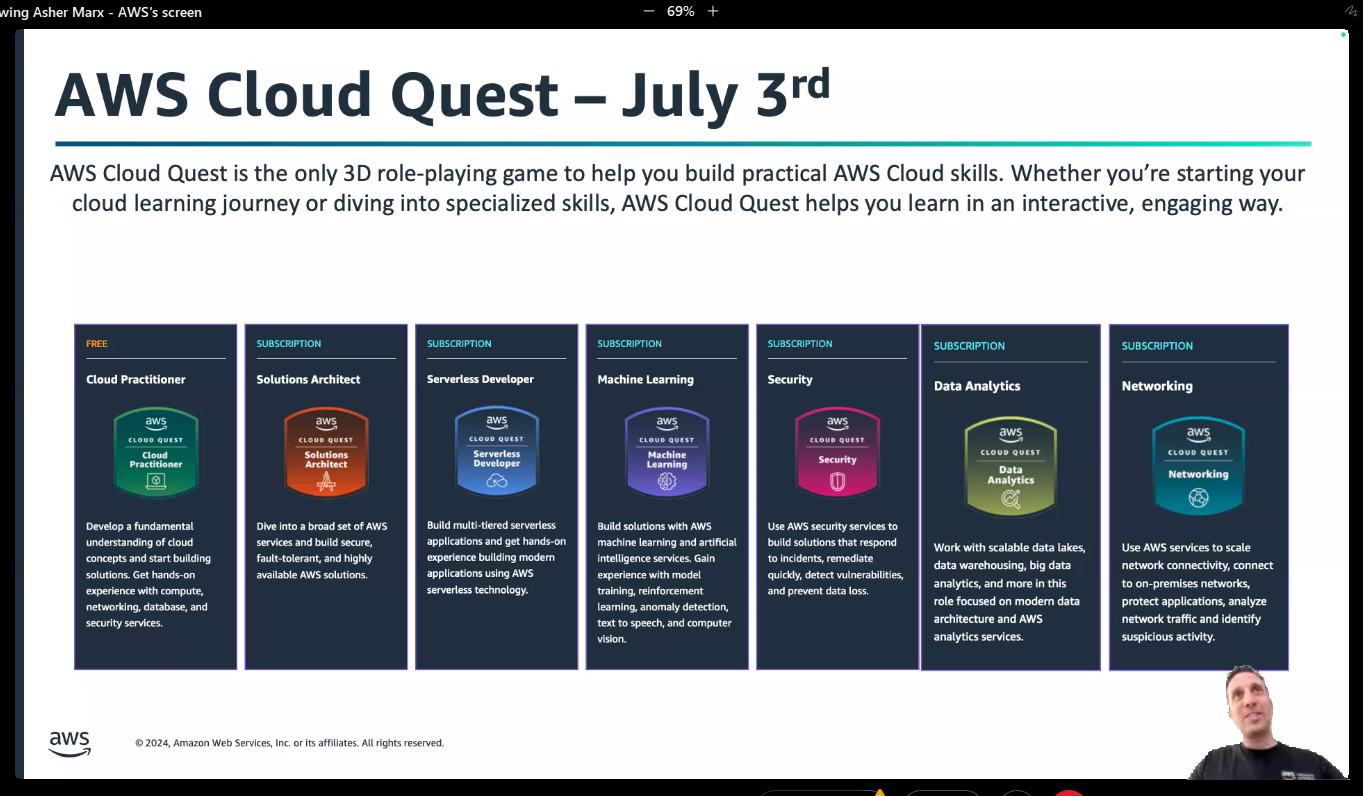 wing Asher Marx - AWS's screen
— 69% +
AWS Cloud Quest – July 3rd
AWS Cloud Quest is the only 3D role-playing game to help you build practical AWS Cloud skills. Whether you're starting your
cloud learning journey or diving into specialized skills, AWS Cloud Quest helps you learn in an interactive, engaging way.
FREE
Cloud Practitioner
aws
CLOUD QUEST
Cloud
Practitioner
Develop a fundamental
understanding of cloud
concepts and start building
solutions. Get hands-on
experience with compute,
networking, database, and
security services.
SUBSCRIPTION
Solutions Architect
aws
CLOUD QUEST
Solutions
Architect
Dive into a broad set of AWS
services and build secure,
fault-tolerant, and highly
available AWS solutions.
SUBSCRIPTION
Serverless Developer
aws
CLOUD QUEST
Serverless
Developer
Build multi-tiered serverless
applications and get hands-on
experience building modern
applications using AWS
serverless technology.
SUBSCRIPTION
Machine Learning
aws
CLOUD QUEST
Machine
Learning
Build solutions with AWS
machine learning and artificial
intelligence services. Gain
experience with model
training, reinforcement
learning, anomaly detection,
text to speech, and computer
vision.
SUBSCRIPTION
Security
aws
CLOUD QUEST
Security
Use AWS security services to
build solutions that respond
to incidents, remediate
quickly, detect vulnerabilities,
and prevent data loss.
SUBSCRIPTION
Data Analytics
aws
CLOUD QUEST
Data
Analytics
Work with scalable data lakes,
data warehousing, big data
analytics, and more in this
role focused on modern data
architecture and AWS
analytics services.
SUBSCRIPTION
Networking
aws
CLOUD QUEST
Networking
Use AWS services to scale
network connectivity, connect
to on-premises networks,
protect applications, analyze
network traffic and identify
suspicious activity.
aws
© 2024, Amazon Web Services, Inc. or its affiliates. All rights reserved.
aws